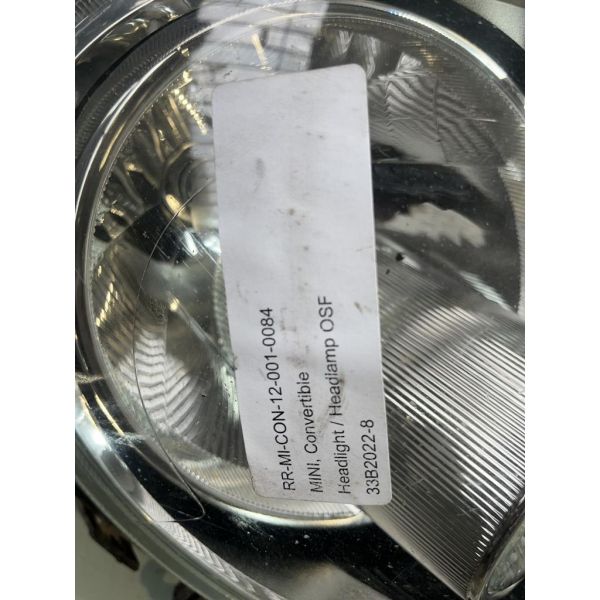 RR-MI-CON-12-001-0084
MINI, Convertible
Headlight / Headlamp OSF
33B2022-8